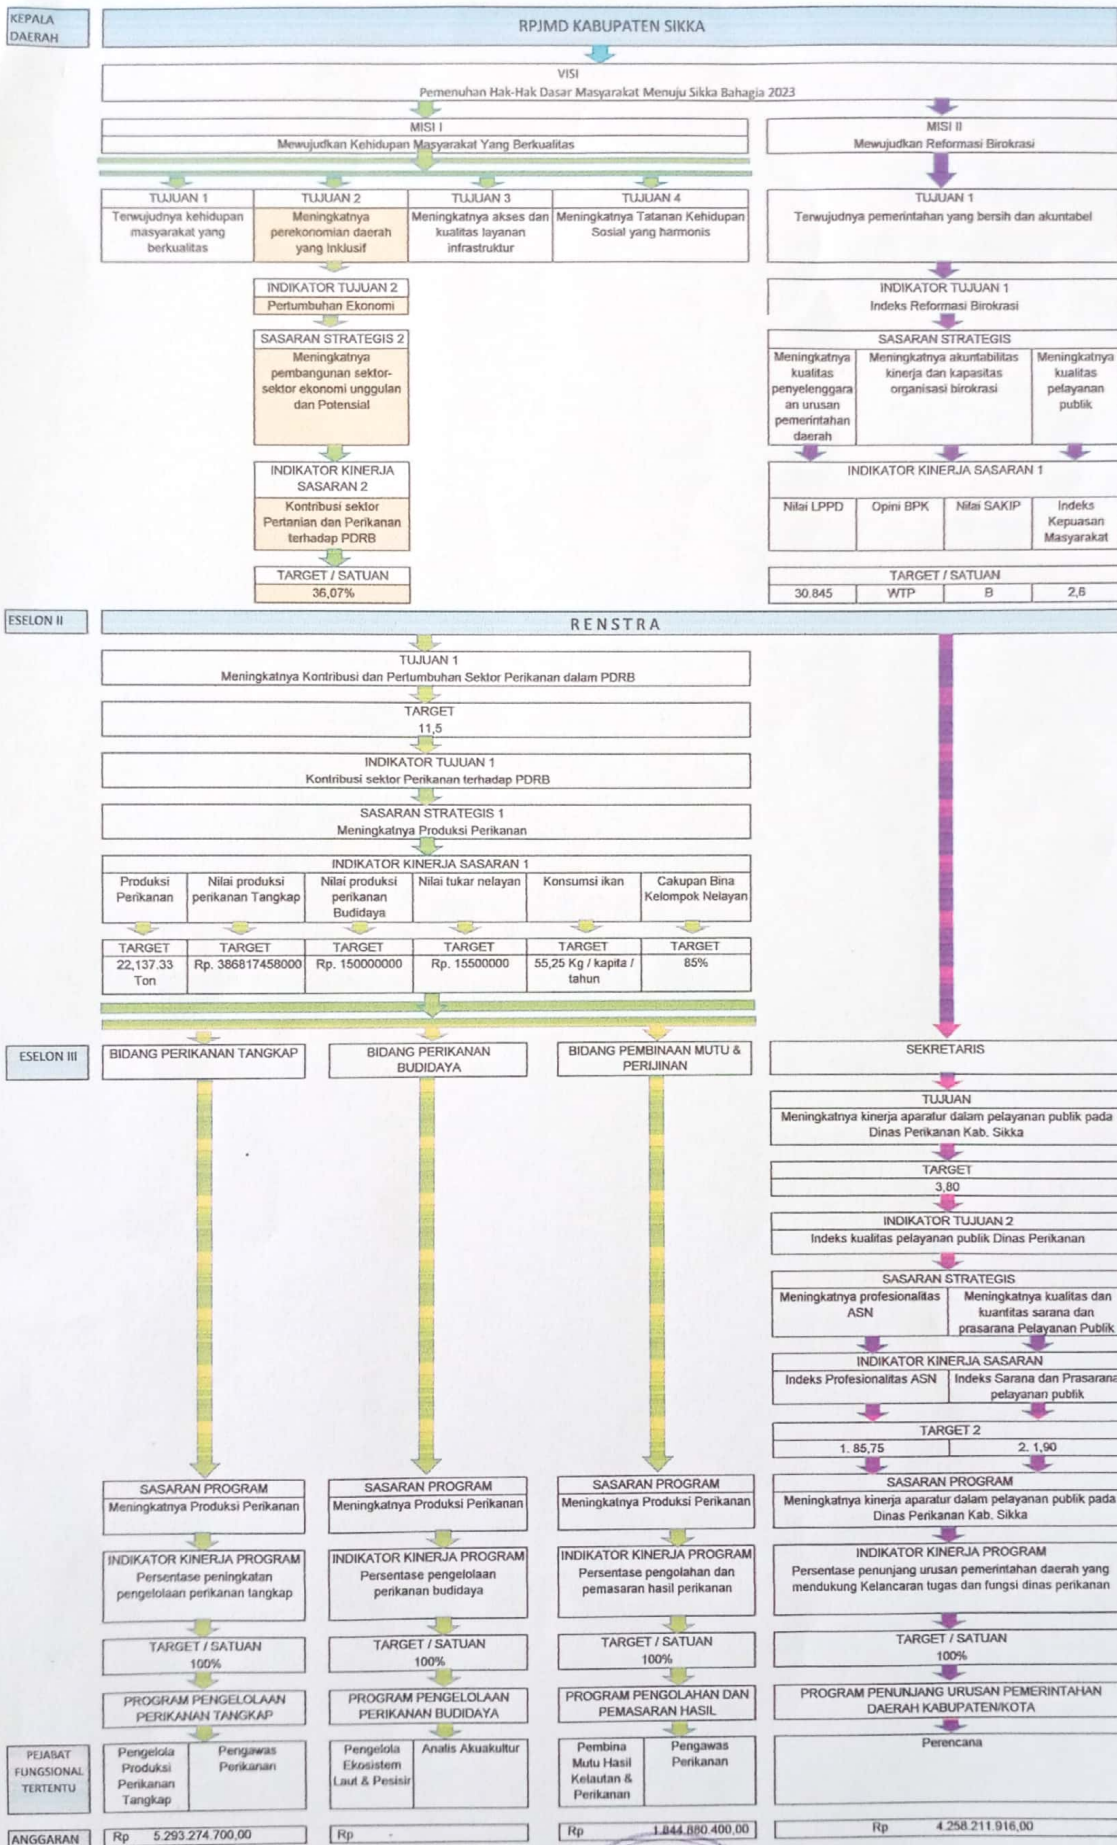 KEPALA
DAERAH
RPJMD KABUPATEN SIKKA
VISI
Pemenuhan Hak-Hak Dasar Masyarakat Menuju Sikka Bahagia 2023
MISI I
Mewujudkan Kehidupan Masyarakat Yang Berkualitas
MISI II
Mewujudkan Reformasi Birokrasi
TUJUAN 1
Terwujudnya kehidupan
masyarakat yang
berkualitas
TUJUAN 2
Meningkatnya
perekonomian daerah
yang Inklusif
TUJUAN 3
Meningkatnya akses dan
kualitas layanan
infrastruktur
TUJUAN 4
Meningkatnya Tatanan Kehidupan
Sosial yang harmonis
TUJUAN 1
Terwujudnya pemerintahan yang bersih dan akuntabel
INDIKATOR TUJUAN 2
Pertumbuhan Ekonomi
INDIKATOR TUJUAN 1
Indeks Reformasi Birokrasi
SASARAN STRATEGIS 2
Meningkatnya
pembangunan sektor-
sektor ekonomi unggulan
dan Potensial
SASARAN STRATEGIS
Meningkatnya
kualitas
penyelenggara
an urusan
pemerintahan
daerah
Meningkatnya akuntabilitas
kinerja dan kapasitas
organisasi birokrasi
Meningkatnya
kualitas
pelayanan
publik
INDIKATOR KINERJA
SASARAN 2
Kontribusi sektor
Pertanian dan Perikanan
terhadap PDRB
INDIKATOR KINERJA SASARAN 1
Nilai LPPD
Opini BPK
Nilai SAKIP
Indeks
Kepuasan
Masyarakat
TARGET / SATUAN
36,07%
TARGET / SATUAN
30.845
WTP
B
2,6
ESELON II
RENSTRA
TUJUAN 1
Meningkatnya Kontribusi dan Pertumbuhan Sektor Perikanan dalam PDRB
TARGET
11,5
INDIKATOR TUJUAN 1
Kontribusi sektor Perikanan terhadap PDRB
SASARAN STRATEGIS 1
Meningkatnya Produksi Perikanan
INDIKATOR KINERJA SASARAN 1
Produksi
Perikanan
Nilai produksi
perikanan Tangkap
Nilai produksi
perikanan
Budidaya
Nilai tukar nelayan
Konsumsi ikan
Cakupan Bina
Kelompok Nelayan
TARGET
22,137.33
Ton
TARGET
Rp. 386817458000
TARGET
Rp. 150000000
TARGET
Rp. 15500000
TARGET
55,25 Kg / kapita /
tahun
TARGET
85%
ESELON III
BIDANG PERIKANAN TANGKAP
BIDANG PERIKANAN
BUDIDAYA
BIDANG PEMBINAAN MUTU &
PERIJINAN
SEKRETARIS
TUJUAN
Meningkatnya kinerja aparatur dalam pelayanan publik pada
Dinas Perikanan Kab. Sikka
TARGET
3,80
INDIKATOR TUJUAN 2
Indeks kualitas pelayanan publik Dinas Perikanan
SASARAN STRATEGIS
Meningkatnya profesionalitas
ASN
Meningkatnya kualitas dan
kuantitas sarana dan
prasarana Pelayanan Publik
INDIKATOR KINERJA SASARAN
Indeks Profesionalitas ASN
Indeks Sarana dan Prasarana
pelayanan publik
TARGET 2
1. 85,75
2. 1,90
SASARAN PROGRAM
Meningkatnya Produksi Perikanan
SASARAN PROGRAM
Meningkatnya Produksi Perikanan
SASARAN PROGRAM
Meningkatnya Produksi Perikanan
SASARAN PROGRAM
Meningkatnya kinerja aparatur dalam pelayanan publik pada
Dinas Perikanan Kab. Sikka
INDIKATOR KINERJA PROGRAM
Persentase peningkatan
pengelolaan perikanan tangkap
INDIKATOR KINERJA PROGRAM
Persentase pengelolaan
perikanan budidaya
INDIKATOR KINERJA PROGRAM
Persentase pengolahan dan
pemasaran hasil perikanan
INDIKATOR KINERJA PROGRAM
Persentase penunjang urusan pemerintahan daerah yang
mendukung Kelancaran tugas dan fungsi dinas perikanan
TARGET / SATUAN
100%
TARGET / SATUAN
100%
TARGET / SATUAN
100%
TARGET / SATUAN
100%
PROGRAM PENGELOLAAN
PERIKANAN TANGKAP
PROGRAM PENGELOLAAN
PERIKANAN BUDIDAYA
PROGRAM PENGOLAHAN DAN
PEMASARAN HASIL
PROGRAM PENUNJANG URUSAN PEMERINTAHAN
DAERAH KABUPATEN/KOTA
PEJABAT
FUNGSIONAL
TERTENTU
Pengelola
Produksi
Perikanan
Tangkap
Pengawas
Perikanan
Pengelola
Ekosistem
Laut & Pesisir
Analis Akuakultur
Pembina
Mutu Hasil
Kelautan &
Perikanan
Pengawas
Perikanan
Perencana
ANGGARAN
Rp 5.293.274.700,00
Rp -
Rp 1.844.880.400,00
Rp 4.258.211.916,00